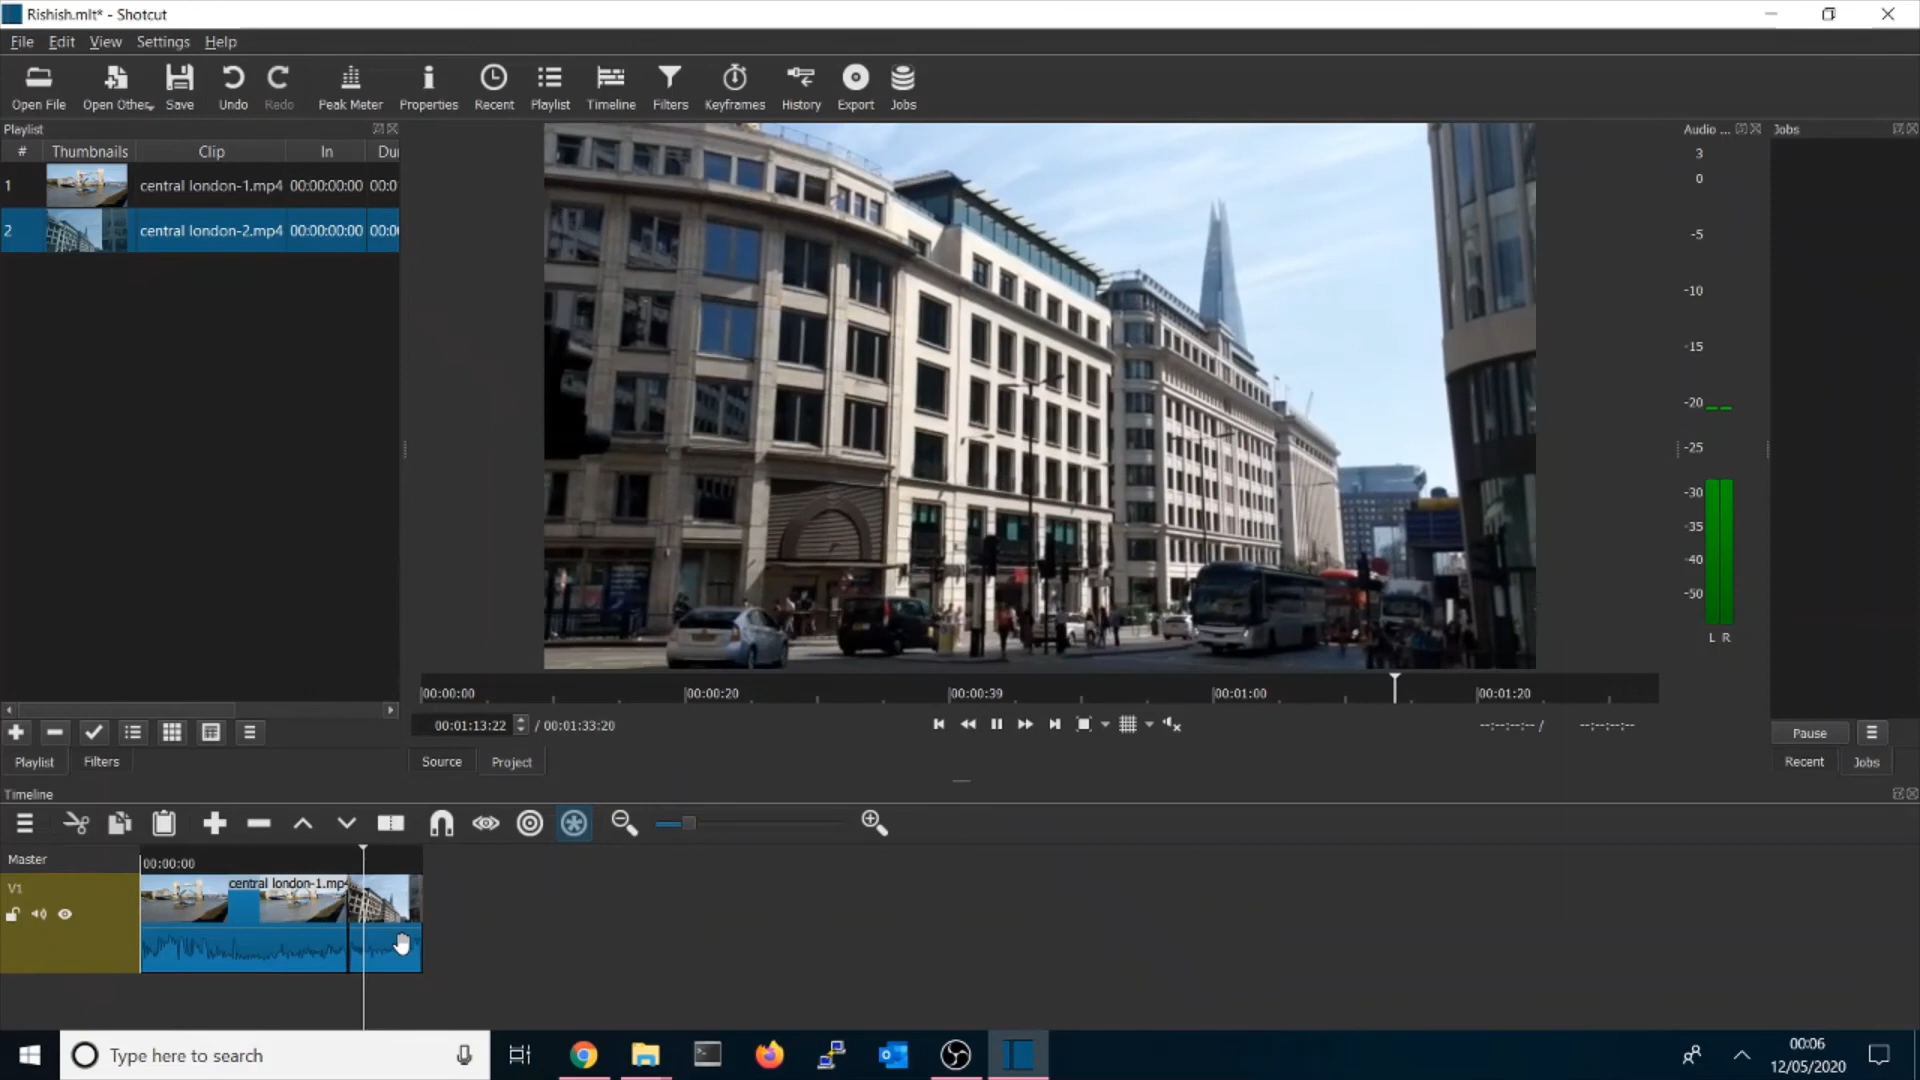 Rishish.mlt* - Shotcut
File Edit View Settings Help
Open File Open Other Save Undo Redo Peak Meter Properties Recent Playlist Timeline Filters Keyframes History Export Jobs
Playlist
# Thumbnails Clip In Du
1 central london-1.mp4 00:00:00:00 00:0
2 central london-2.mp4 00:00:00:00 00:0
Audio ...
3
0
-5
-10
-15
-20
-25
-30
-35
-40
-50
L R
Jobs
00:00:00 00:00:20 00:00:39 00:01:00 00:01:20
00:01:13:22 / 00:01:33:20
--:--:--:-- / --:--:--:--
Pause
Playlist Filters
Source Project
Recent Jobs
Timeline
Master
00:00:00
V1
central london-1.mp4
Type here to search
00:06
12/05/2020